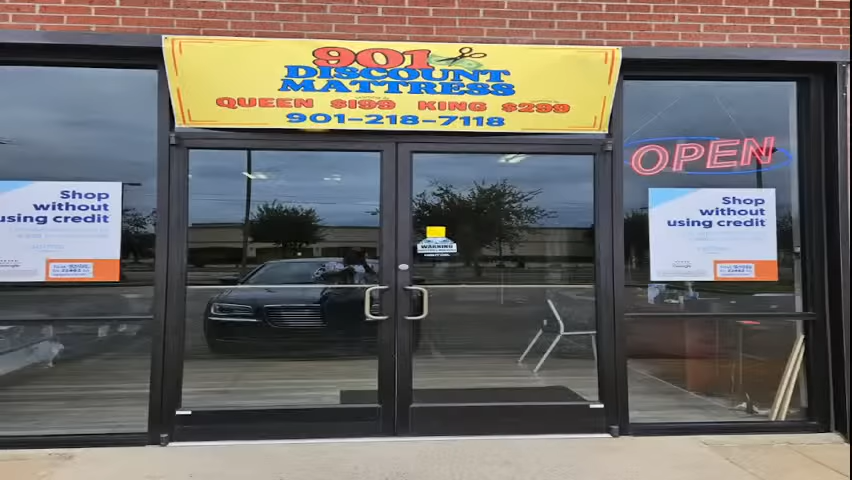 901
DISCOUNT
MATTRESS
QUEEN $199 KING $299
901-218-7118
OPEN
Shop
without
using credit
Shop
without
using credit
WARNING